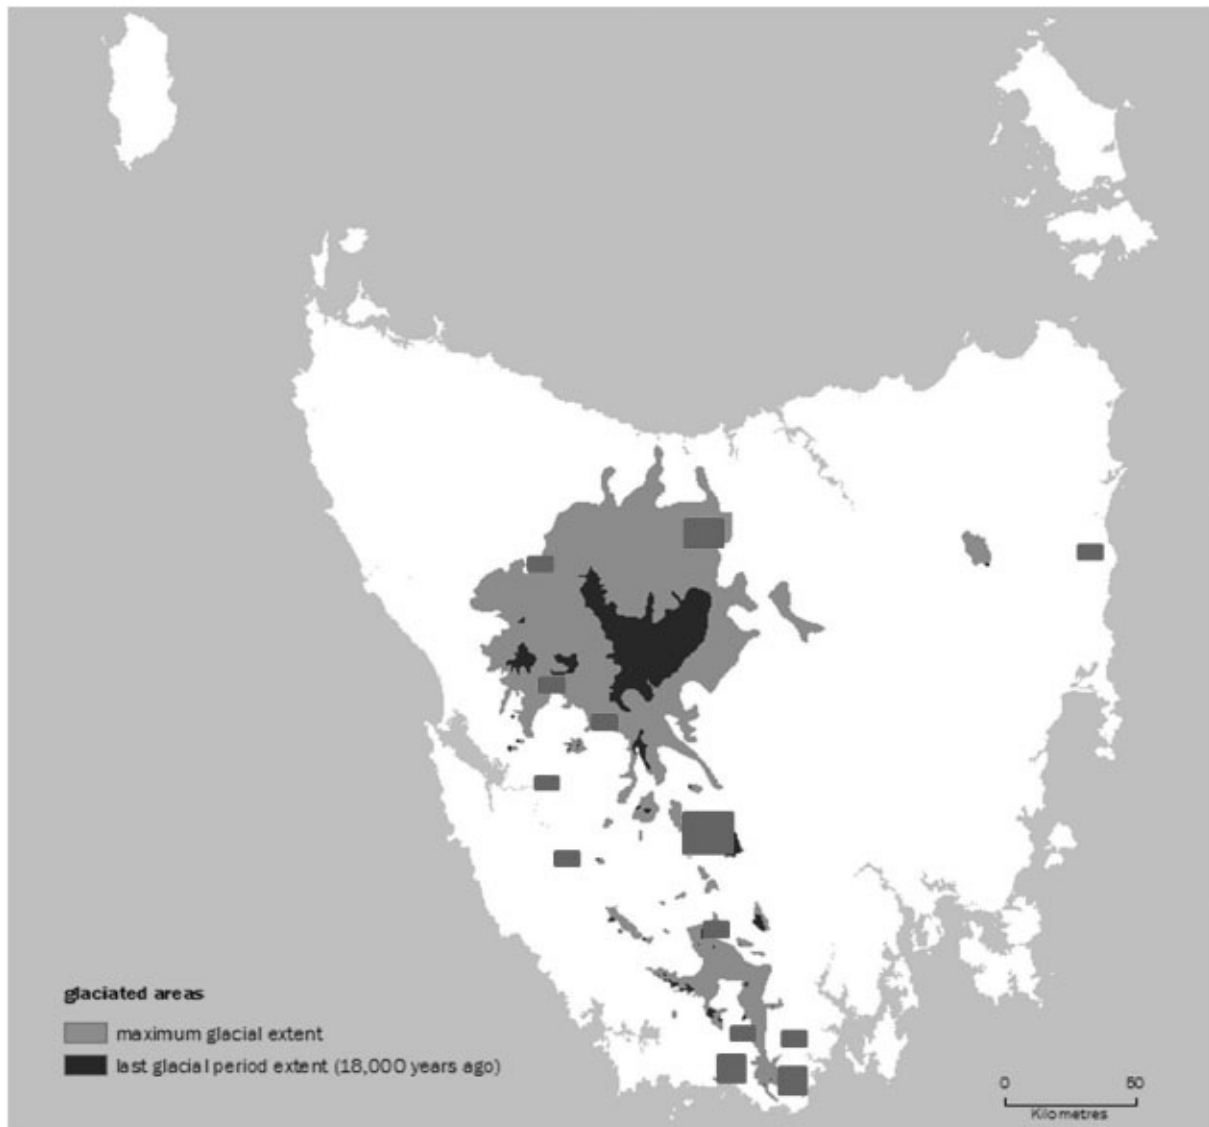 glaciated areas
maximum glacial extent
last glacial period extent (18,000 years ago)
0 50
Kilometres